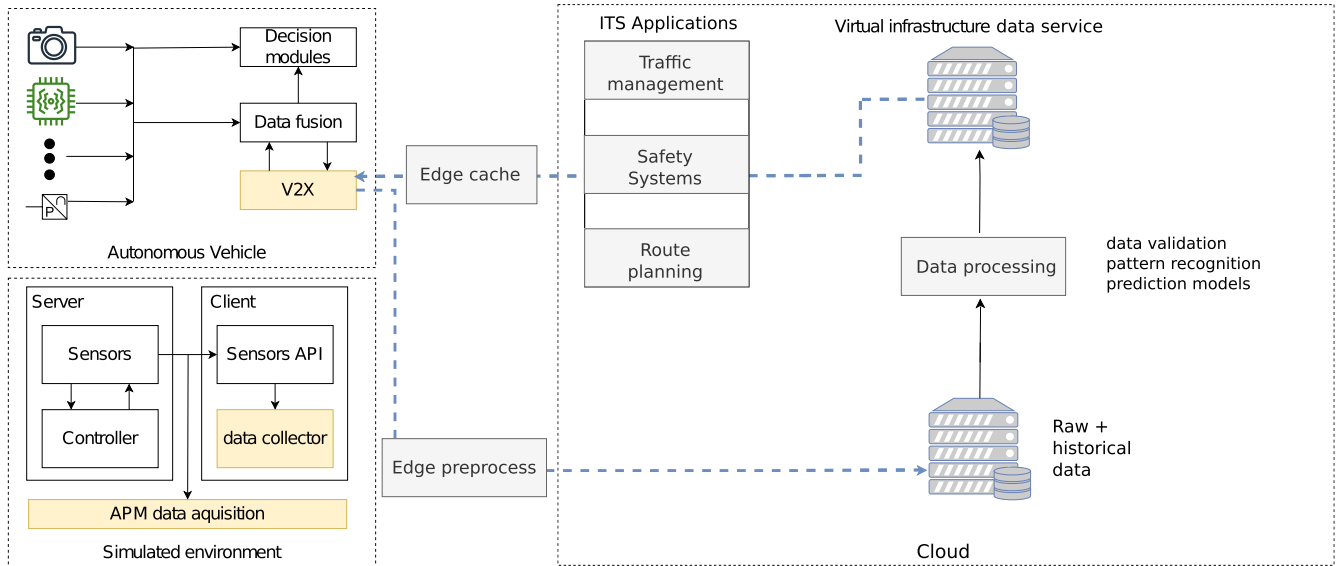 Decision
modules
Data fusion
V2X
P
Autonomous Vehicle
Server
Sensors
Controller
Client
Sensors API
data collector
APM data aquisition
Simulated environment
Edge cache
Edge preprocess
ITS Applications
Traffic
management
Safety
Systems
Route
planning
Virtual infrastructure data service
Data processing
data validation
pattern recognition
prediction models
Raw +
historical
data
Cloud